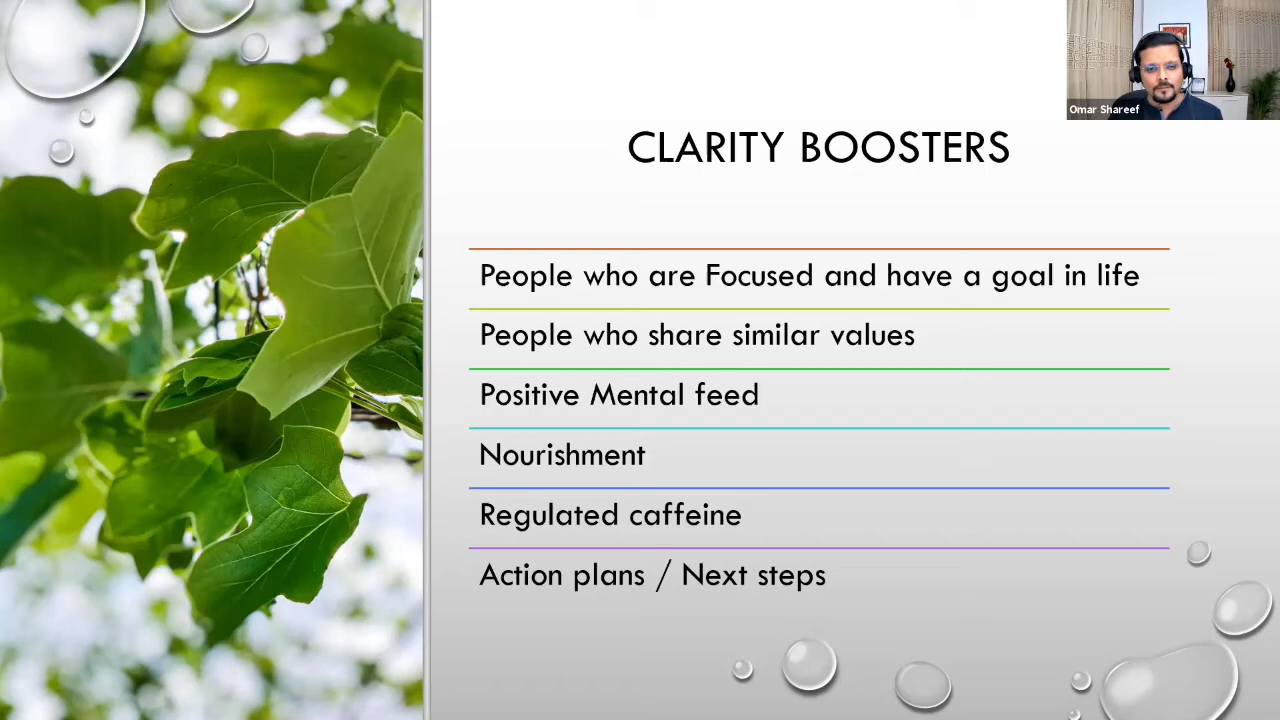 Omar Shareef
CLARITY BOOSTERS
People who are Focused and have a goal in life
People who share similar values
Positive Mental feed
Nourishment
Regulated caffeine
Action plans / Next steps